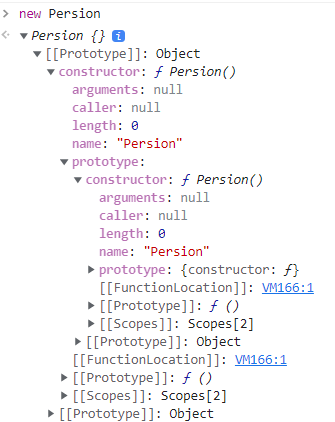 > new Persion
Persion {} i
[[Prototype]]: Object
constructor: ƒ Persion()
arguments: null
caller: null
length: 0
name: "Persion"
prototype:
constructor: ƒ Persion()
arguments: null
caller: null
length: 0
name: "Persion"
prototype: {constructor: ƒ}
[[FunctionLocation]]: VM166:1
[[Prototype]]: ƒ ()
[[Scopes]]: Scopes[2]
[[Prototype]]: Object
[[FunctionLocation]]: VM166:1
[[Prototype]]: ƒ ()
[[Scopes]]: Scopes[2]
[[Prototype]]: Object